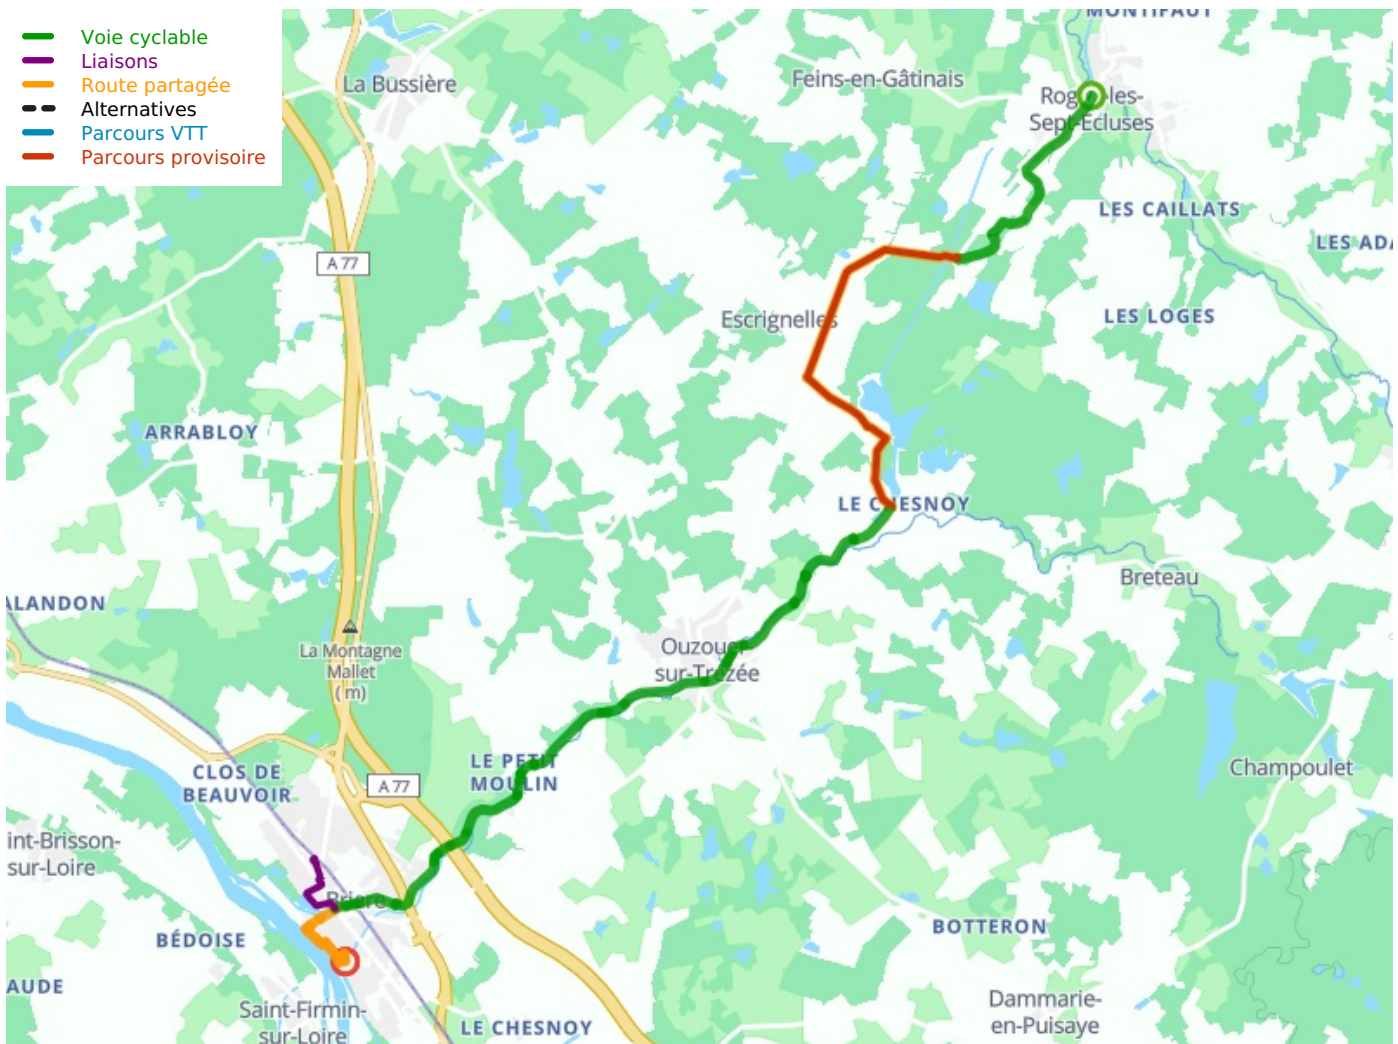 Voie cyclable
Liaisons
Route partagée
Alternatives
Parcours VTT
Parcours provisoire
MONTIFAUT
La Bussière
Feins-en-Gâtinais
Sept-Écluses
LES CAILLATS
LES ADA
A 77
LES LOGES
Escrignelles
ARRABLOY
LE CHESNOY
Breteau
ALANDON
La Montagne
Mallet
( m)
Ouzouer-
sur-Trézée
LE PETIT
MOULIN
CLOS DE
BEAUVOIR
A 77
Champoulet
int-Brisson-
sur-Loire
Briare
BÉDOISE
BOTTERON
AUDE
Saint-Firmin-
sur-Loire
LE CHESNOY
Dammarie-
en-Puisaye